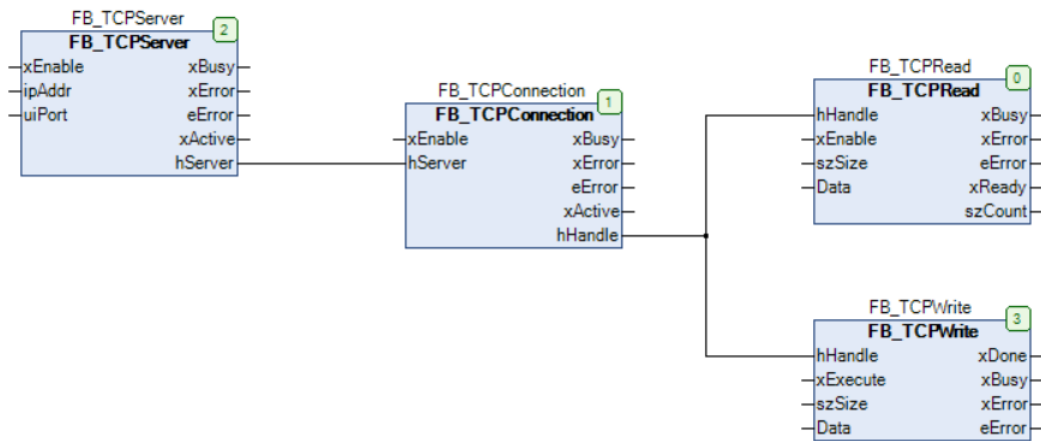 FB_TCPServer
2
FB_TCPServer
xEnable xBusy
ipAddr xError
uiPort eError
xActive
hServer
FB_TCPConnection
1
FB_TCPConnection
xEnable xBusy
hServer xError
eError
xActive
hHandle
FB_TCPRead
0
FB_TCPRead
hHandle xBusy
xEnable xError
szSize eError
Data xReady
szCount
FB_TCPWrite
3
FB_TCPWrite
hHandle xDone
xExecute xBusy
szSize xError
Data eError